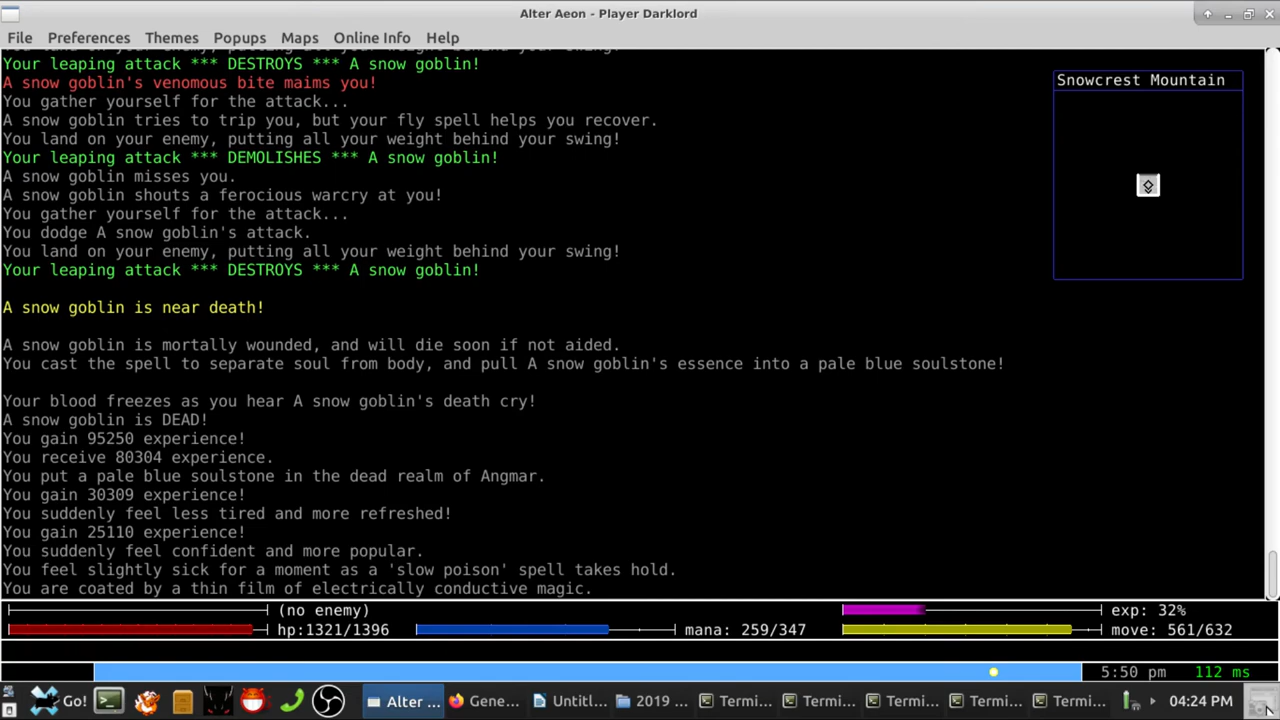 Alter Aeon - Player Darklord
File Preferences Themes Popups Maps Online Info Help
Your leaping attack *** DESTROYS *** A snow goblin!
A snow goblin's venomous bite maims you!
You gather yourself for the attack...
A snow goblin tries to trip you, but your fly spell helps you recover.
You land on your enemy, putting all your weight behind your swing!
Your leaping attack *** DEMOLISHES *** A snow goblin!
A snow goblin misses you.
A snow goblin shouts a ferocious warcry at you!
You gather yourself for the attack...
You dodge A snow goblin's attack.
You land on your enemy, putting all your weight behind your swing!
Your leaping attack *** DESTROYS *** A snow goblin!
A snow goblin is near death!
A snow goblin is mortally wounded, and will die soon if not aided.
You cast the spell to separate soul from body, and pull A snow goblin's essence into a pale blue soulstone!
Your blood freezes as you hear A snow goblin's death cry!
A snow goblin is DEAD!
You gain 95250 experience!
You receive 80304 experience.
You put a pale blue soulstone in the dead realm of Angmar.
You gain 30309 experience!
You suddenly feel less tired and more refreshed!
You gain 25110 experience!
You suddenly feel confident and more popular.
You feel slightly sick for a moment as a 'slow poison' spell takes hold.
You are coated by a thin film of electrically conductive magic.
Snowcrest Mountain
(no enemy) exp: 32%
hp:1321/1396 mana: 259/347 move: 561/632
5:50 pm 112 ms
Go! Alter ... Gene... Untitl... 2019 ... Termi... Termi... Termi... Termi... Termi... 04:24 PM